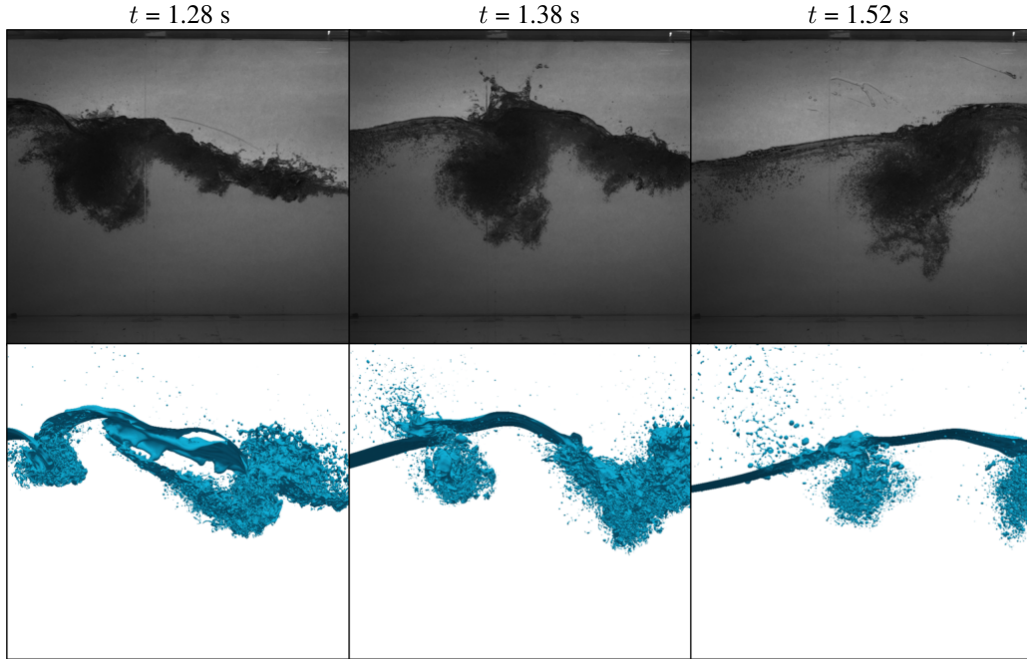 t = 1.28 s
t = 1.38 s
t = 1.52 s